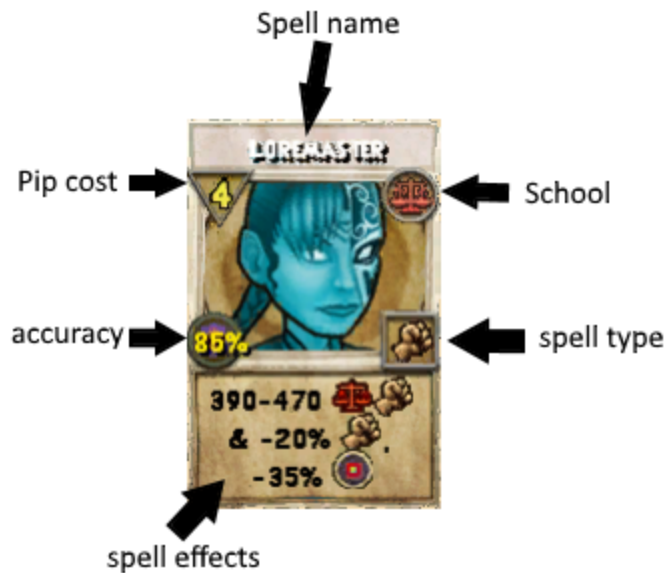 Spell name
LOREMASTER
Pip cost
4
School
accuracy
85%
spell type
390-470
& -20% .
-35%
spell effects